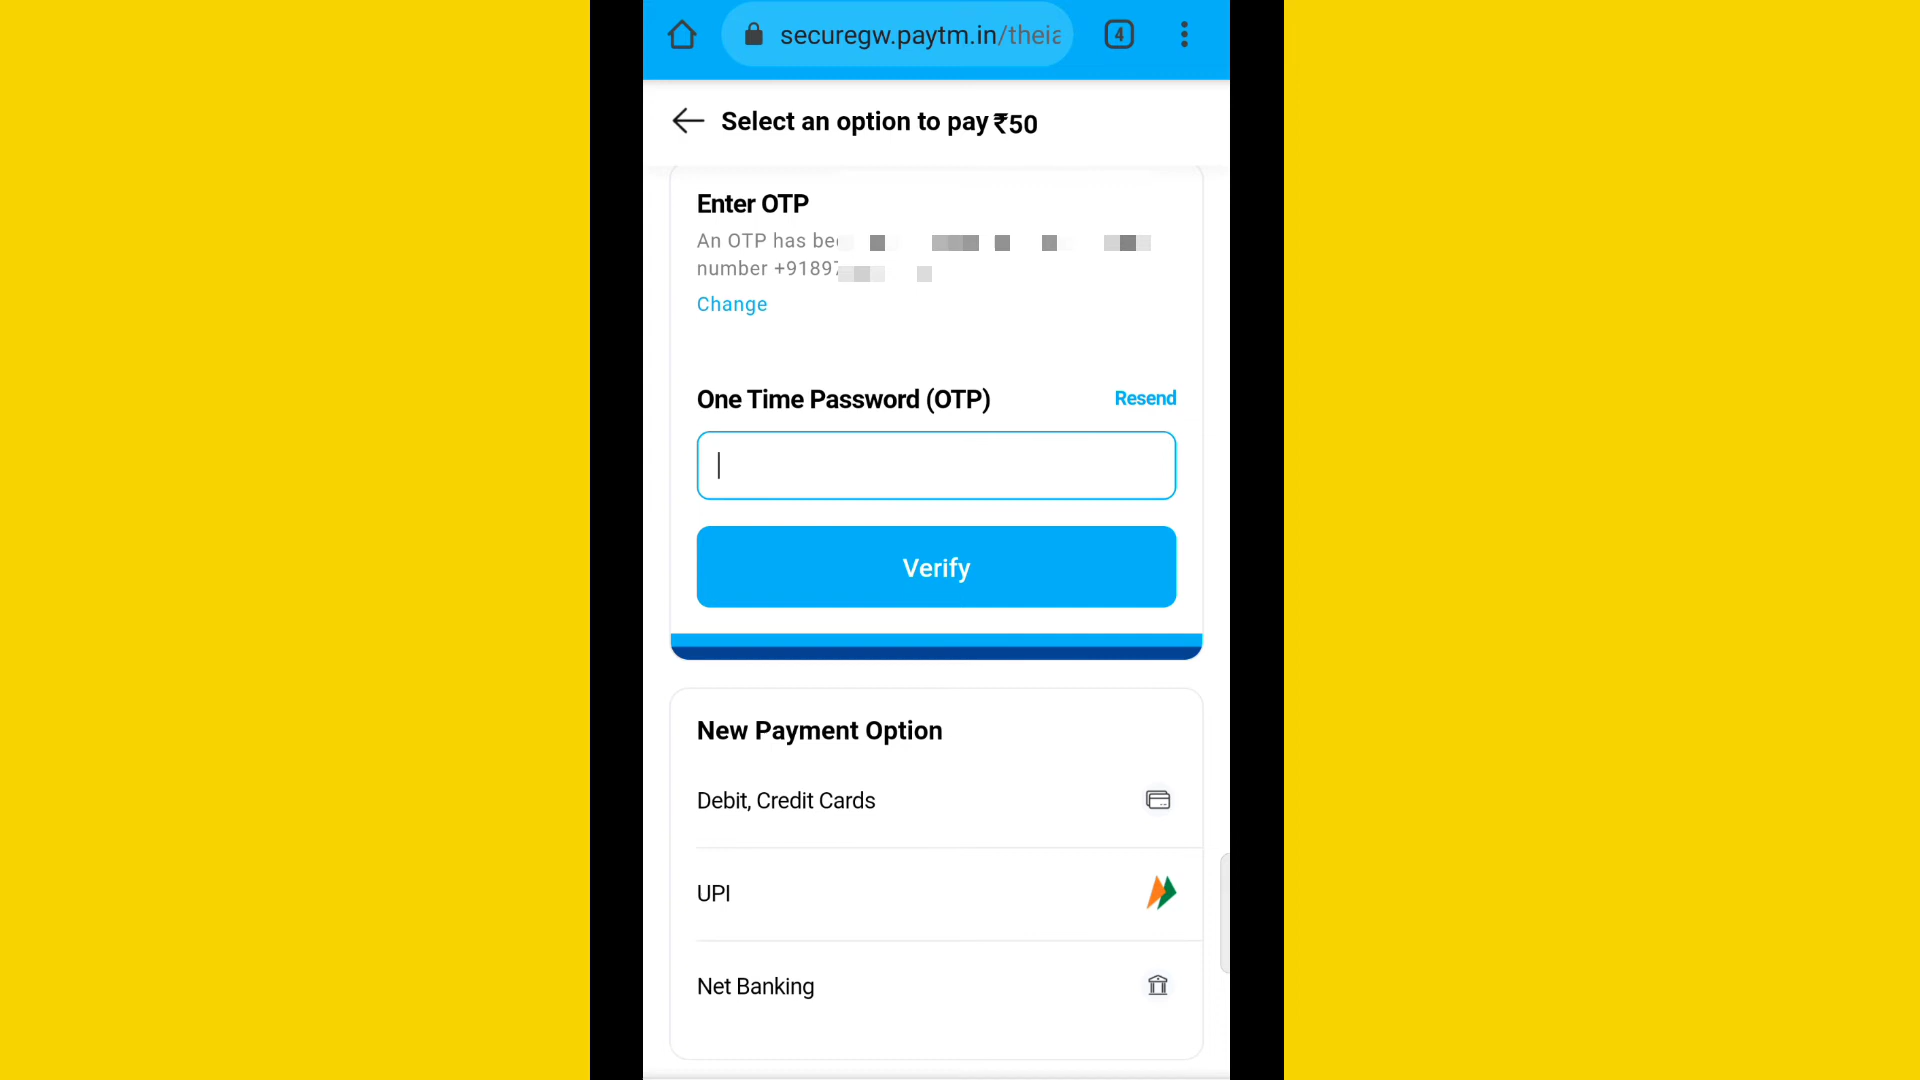 securegw.paytm.in/theia
4
Select an option to pay ₹50
Enter OTP
An OTP has
number +9189
Change
One Time Password (OTP)
Resend
Verify
New Payment Option
Debit, Credit Cards
UPI
Net Banking